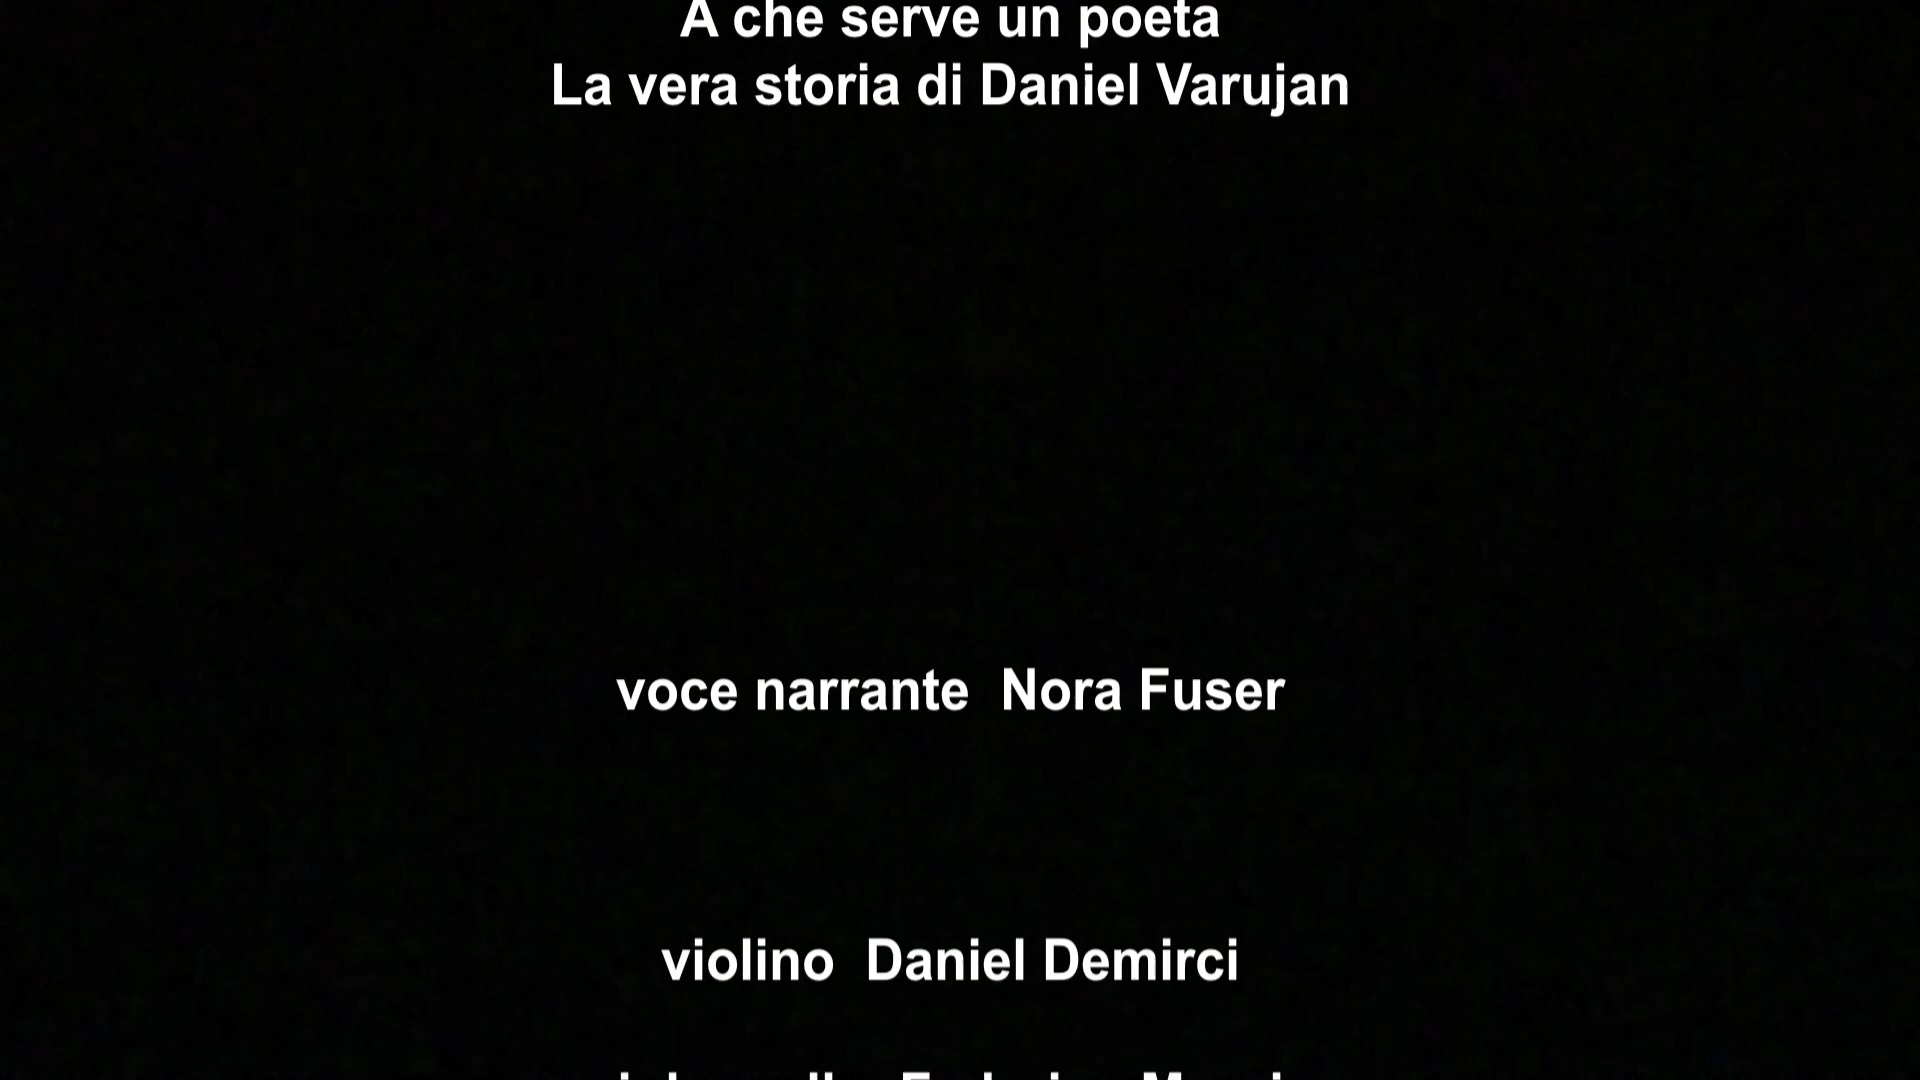 A che serve un poeta
La vera storia di Daniel Varujan
voce narrante Nora Fuser
violino Daniel Demirci